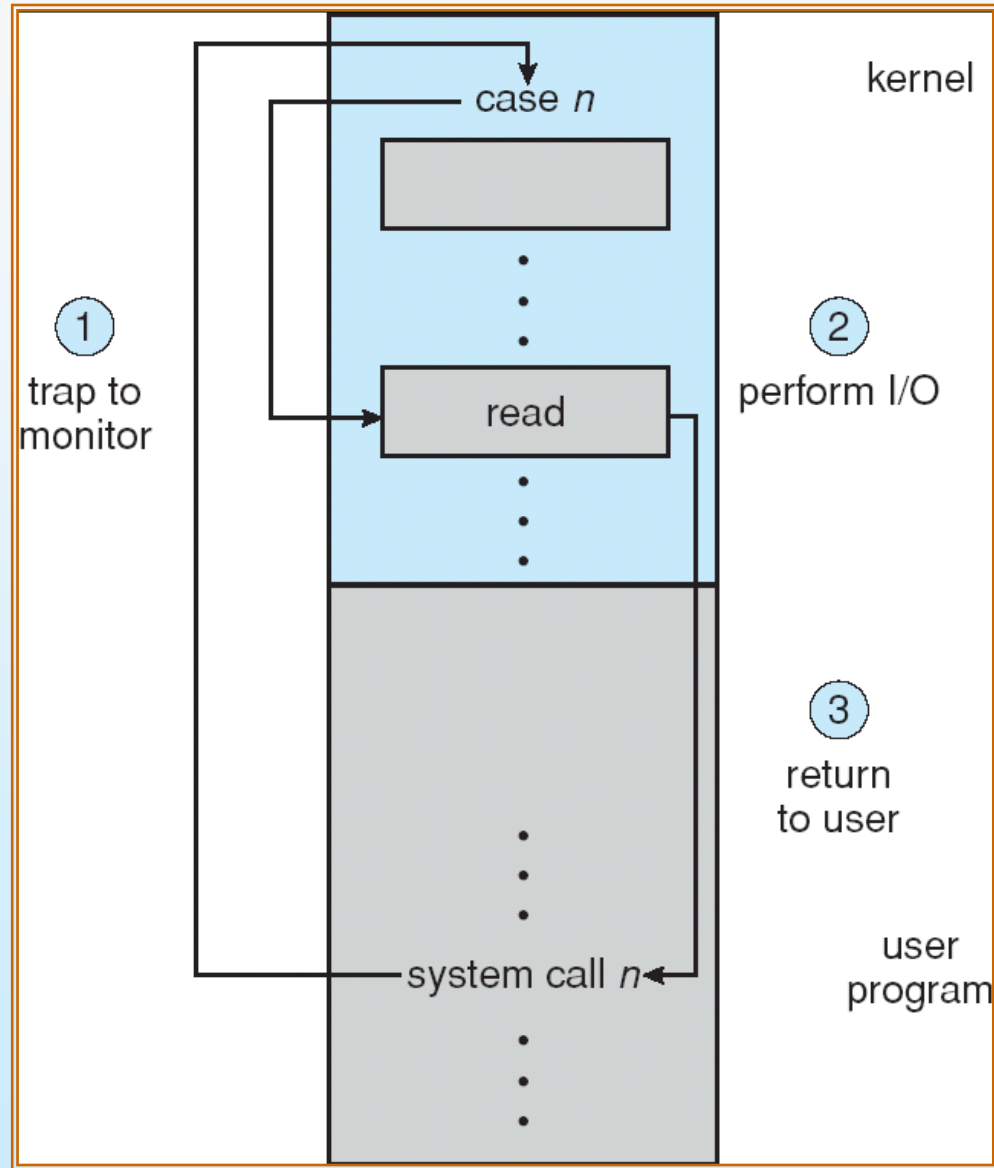 case n
kernel
1
trap to
monitor
2
perform I/O
read
3
return
to user
system call n
user
program